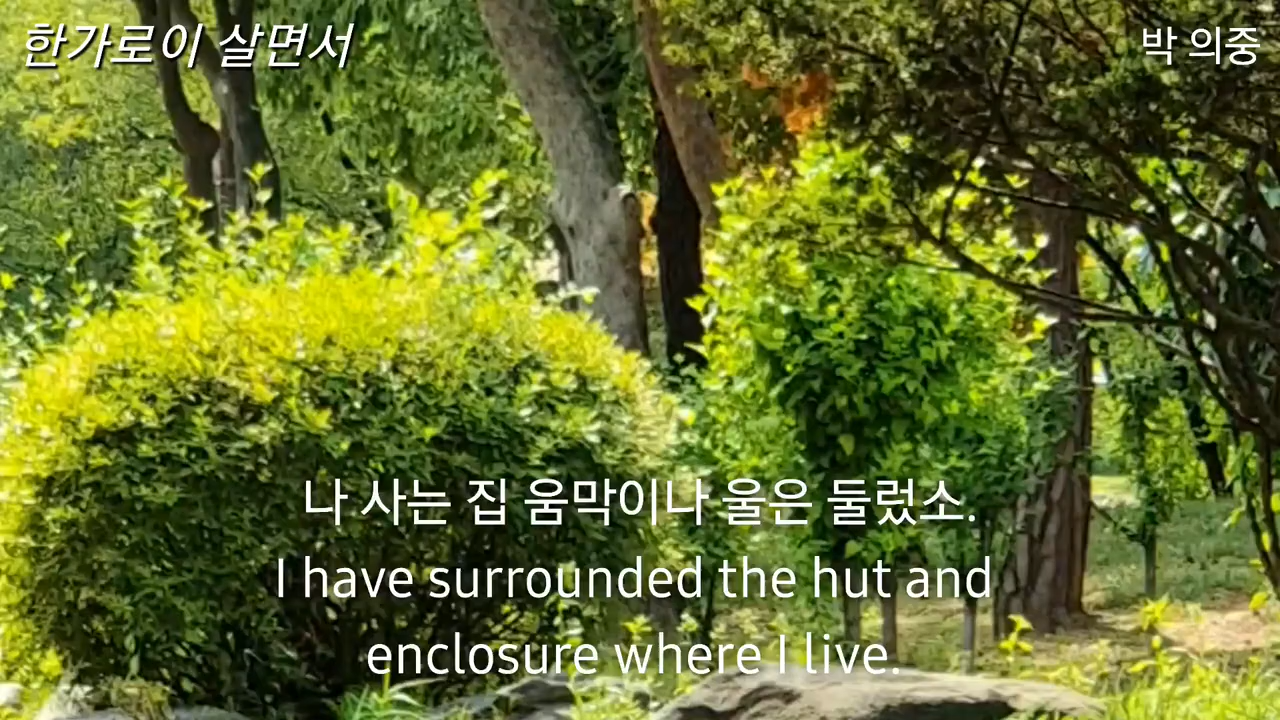 한가로이 살면서
박 의중
나 사는 집 움막이나 울은 둘렀소.
I have surrounded the hut and
enclosure where I live.